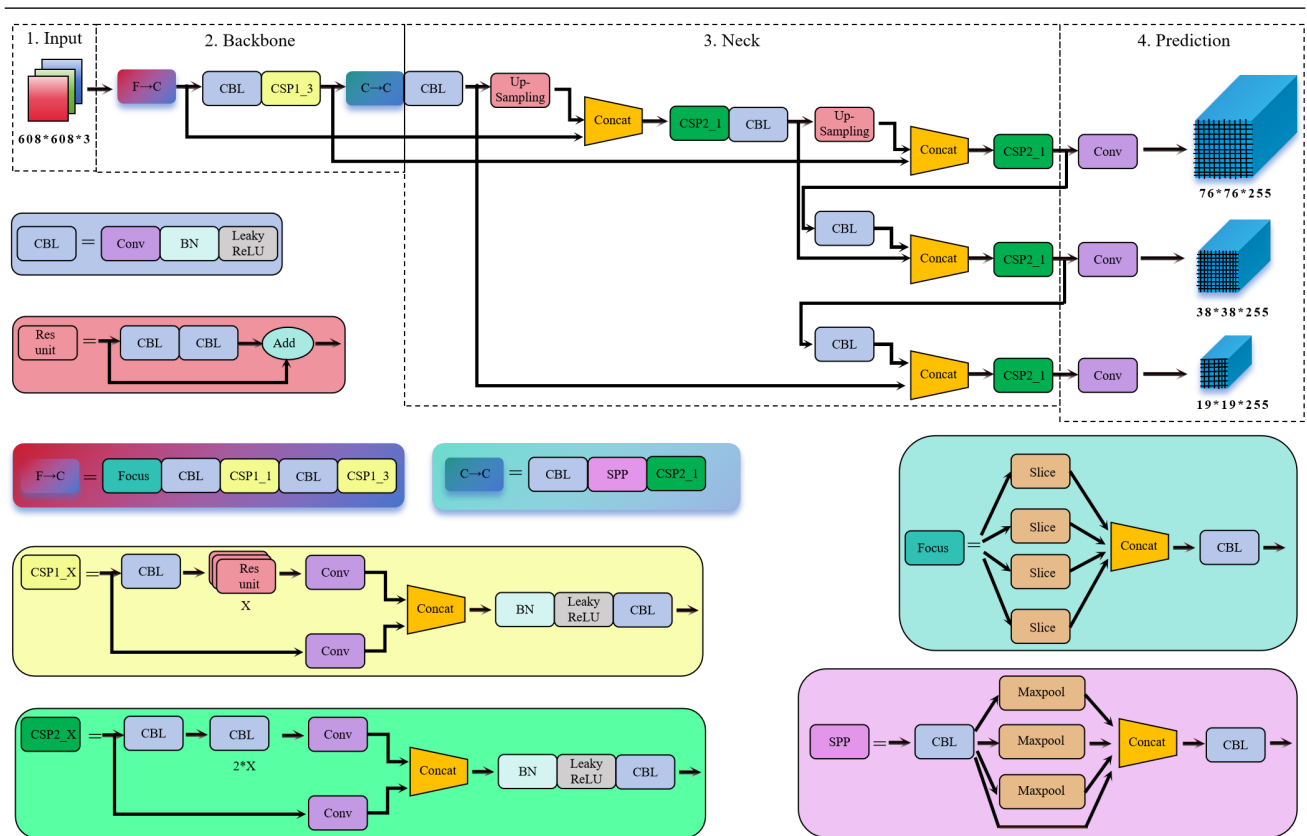 1. Input
2. Backbone
3. Neck
4. Prediction
608*608*3
F→C
CBL
CSP1_3
C→C
CBL
Up-
Sampling
Concat
CSP2_1
CBL
Up-
Sampling
Concat
CSP2_1
Conv
76*76*255
CBL
Concat
CSP2_1
Conv
38*38*255
CBL
Concat
CSP2_1
Conv
19*19*255
CBL
=
Conv
BN
Leaky
ReLU
Res
unit
=
CBL
CBL
Add
F→C
=
Focus
CBL
CSP1_1
CBL
CSP1_3
C→C
=
CBL
SPP
CSP2_1
CSP1_X
=
CBL
Res
unit
X
Conv
Conv
Concat
BN
Leaky
ReLU
CBL
CSP2_X
=
CBL
CBL
2*X
Conv
Conv
Concat
BN
Leaky
ReLU
CBL
Focus
=
Slice
Slice
Slice
Slice
Concat
CBL
SPP
=
CBL
Maxpool
Maxpool
Maxpool
Concat
CBL